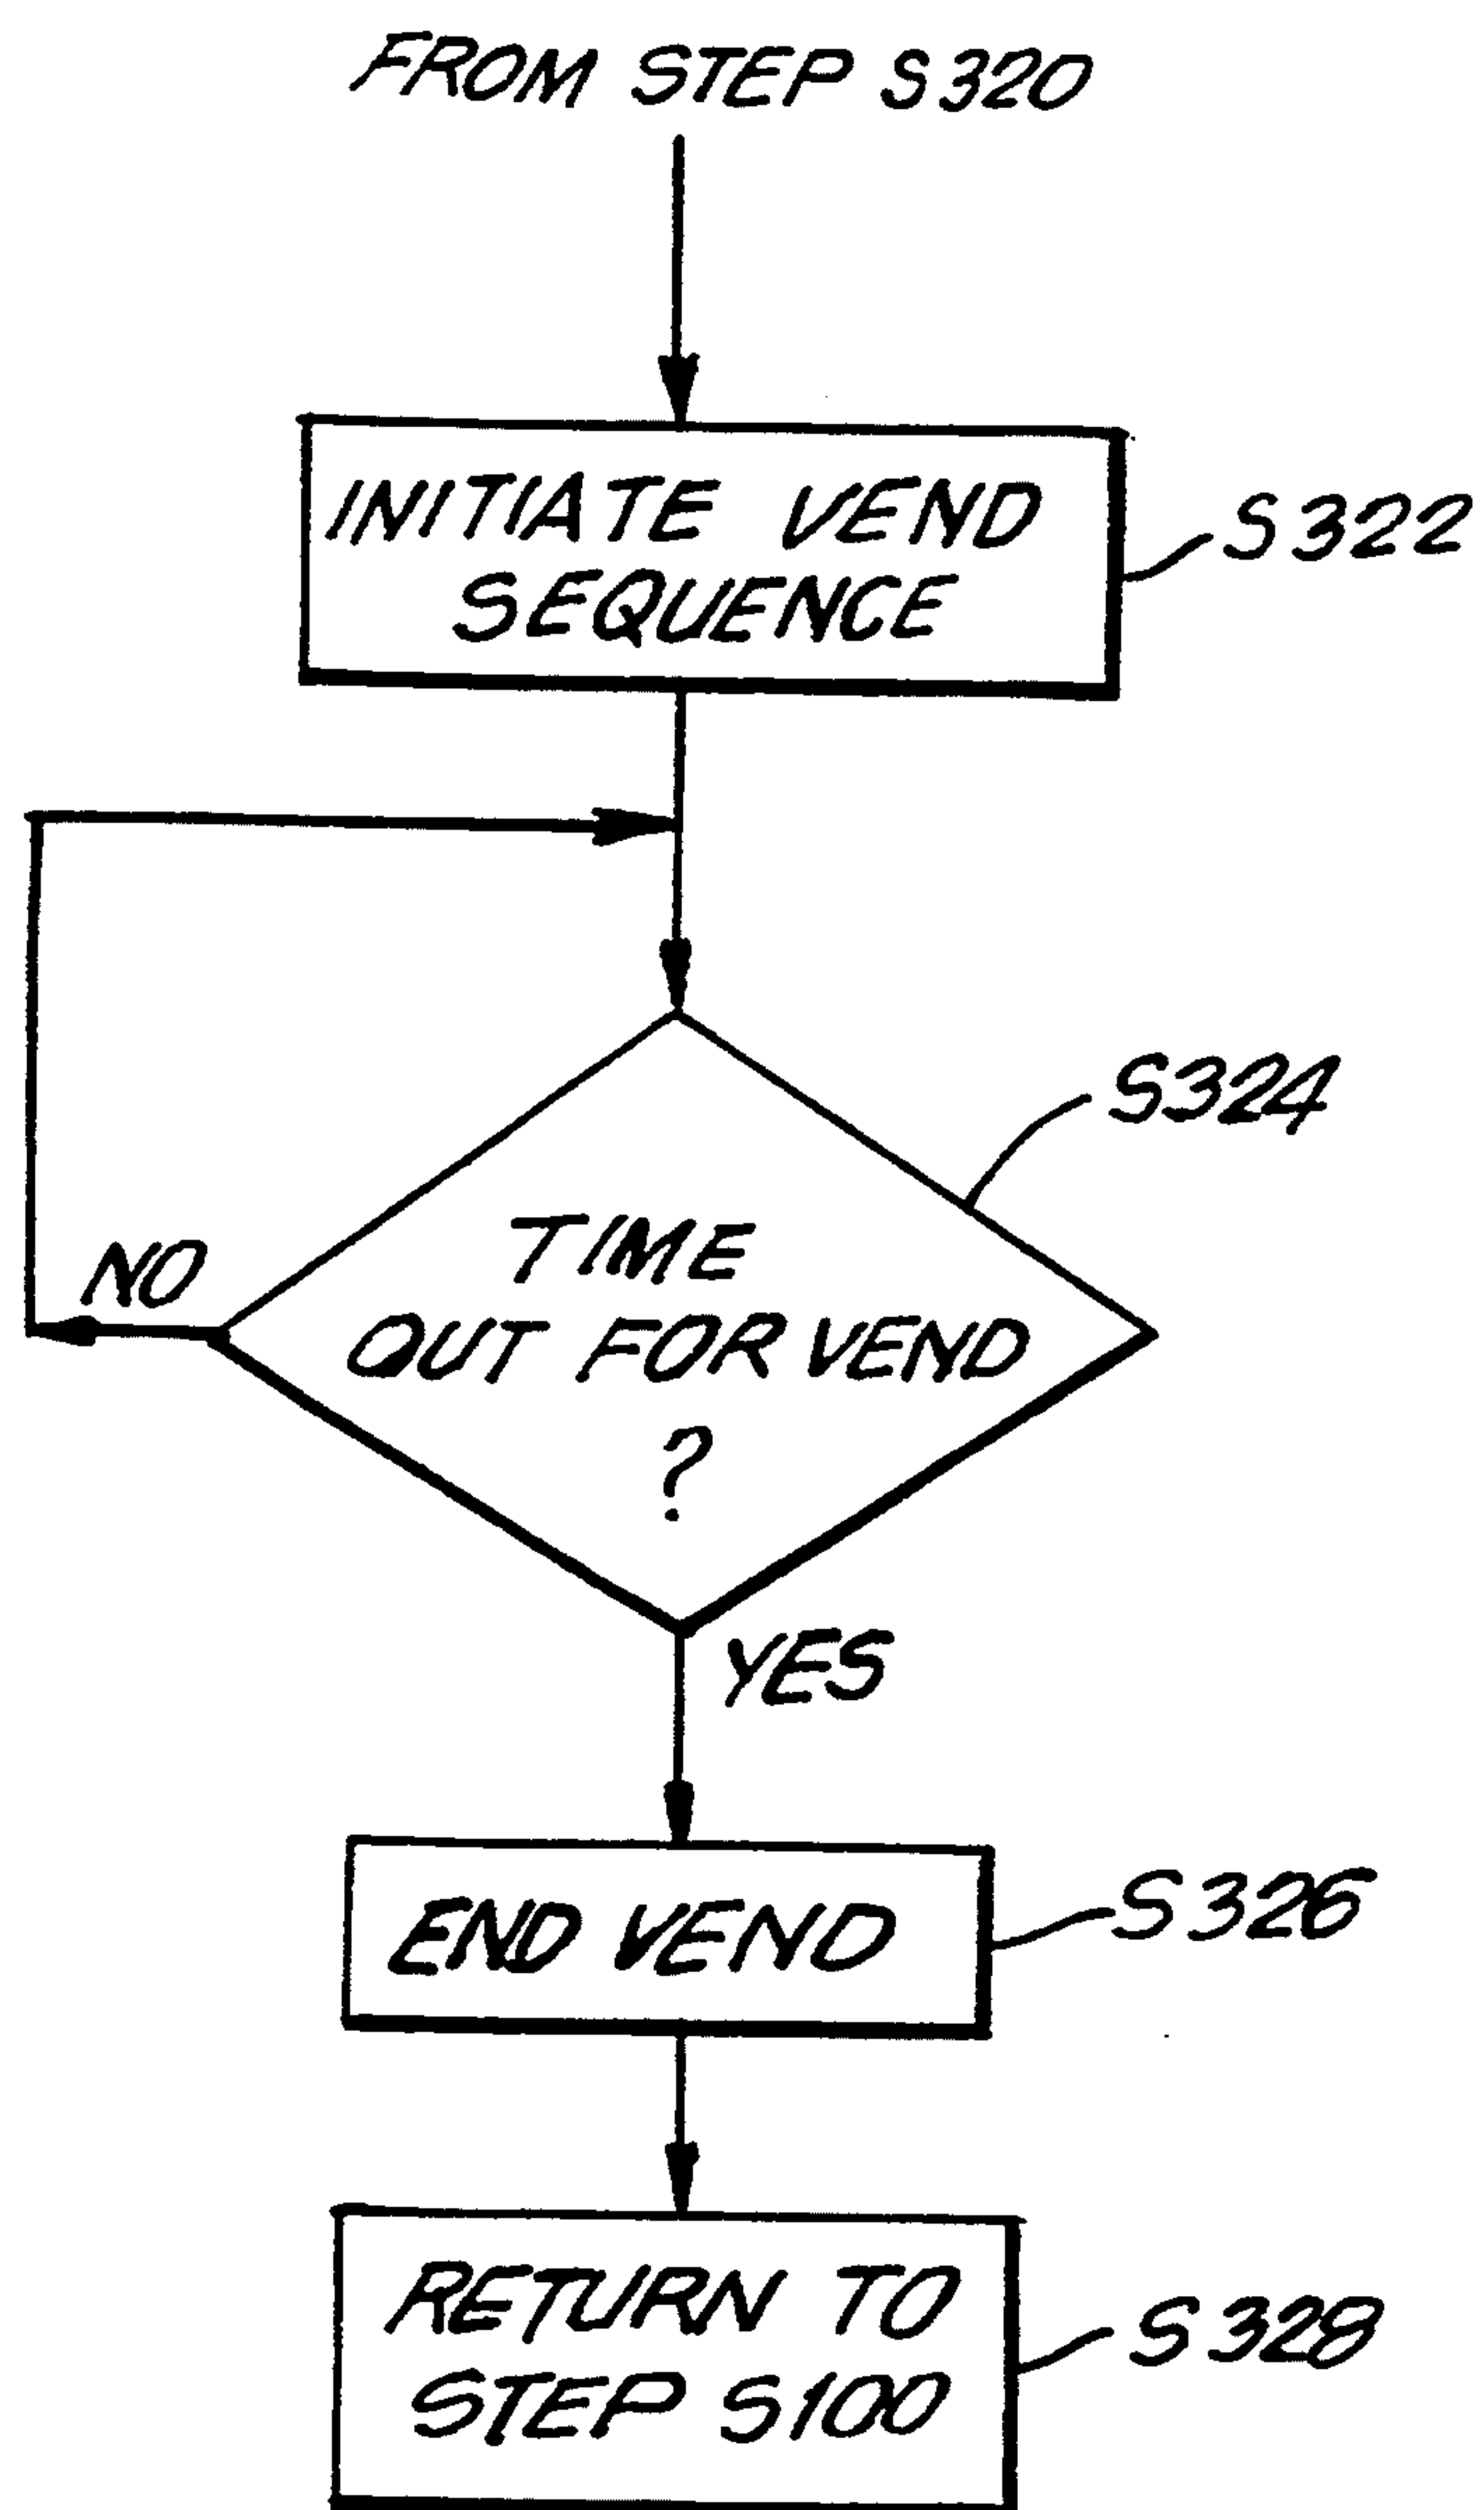 FROM STEP S320
INITIATE VEND
SEQUENCE
S322
S324
TIME
OUT FOR VEND
?
NO
YES
END VEND
S326
RETURN TO
STEP S100
S328